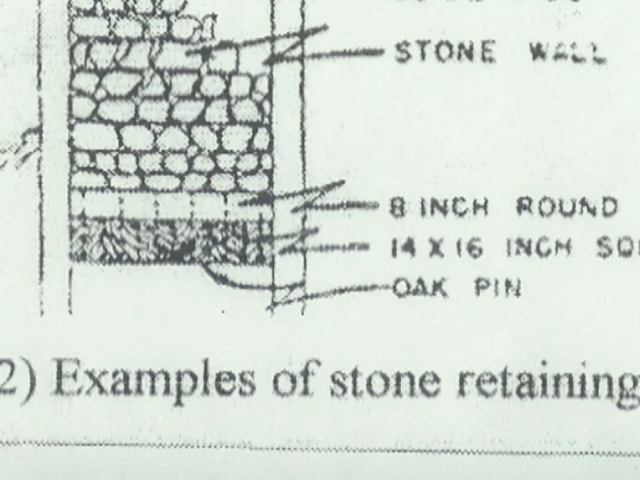 STONE WALL
8 INCH ROUND
14 X 16 INCH
OAK PIN
2) Examples of stone retaining